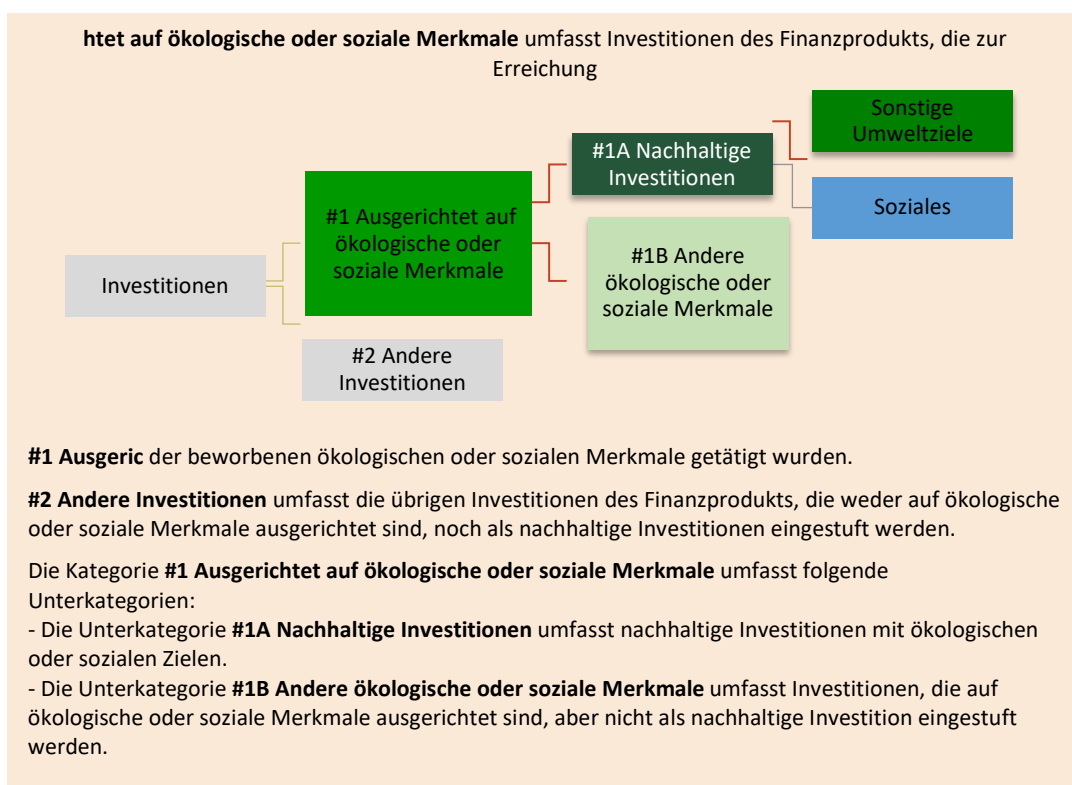 htet auf ökologische oder soziale Merkmale umfasst Investitionen des Finanzprodukts, die zur
Erreichung
Sonstige
Umweltziele
#1A Nachhaltige
Investitionen
Soziales
#1 Ausgerichtet auf
ökologische oder
soziale Merkmale
#1B Andere
ökologische oder
soziale Merkmale
Investitionen
#2 Andere
Investitionen
#1 Ausgeric der beworbenen ökologischen oder sozialen Merkmale getätigt wurden.
#2 Andere Investitionen umfasst die übrigen Investitionen des Finanzprodukts, die weder auf ökologische
oder soziale Merkmale ausgerichtet sind, noch als nachhaltige Investitionen eingestuft werden.
Die Kategorie #1 Ausgerichtet auf ökologische oder soziale Merkmale umfasst folgende
Unterkategorien:
- Die Unterkategorie #1A Nachhaltige Investitionen umfasst nachhaltige Investitionen mit ökologischen
oder sozialen Zielen.
- Die Unterkategorie #1B Andere ökologische oder soziale Merkmale umfasst Investitionen, die auf
ökologische oder soziale Merkmale ausgerichtet sind, aber nicht als nachhaltige Investition eingestuft
werden.